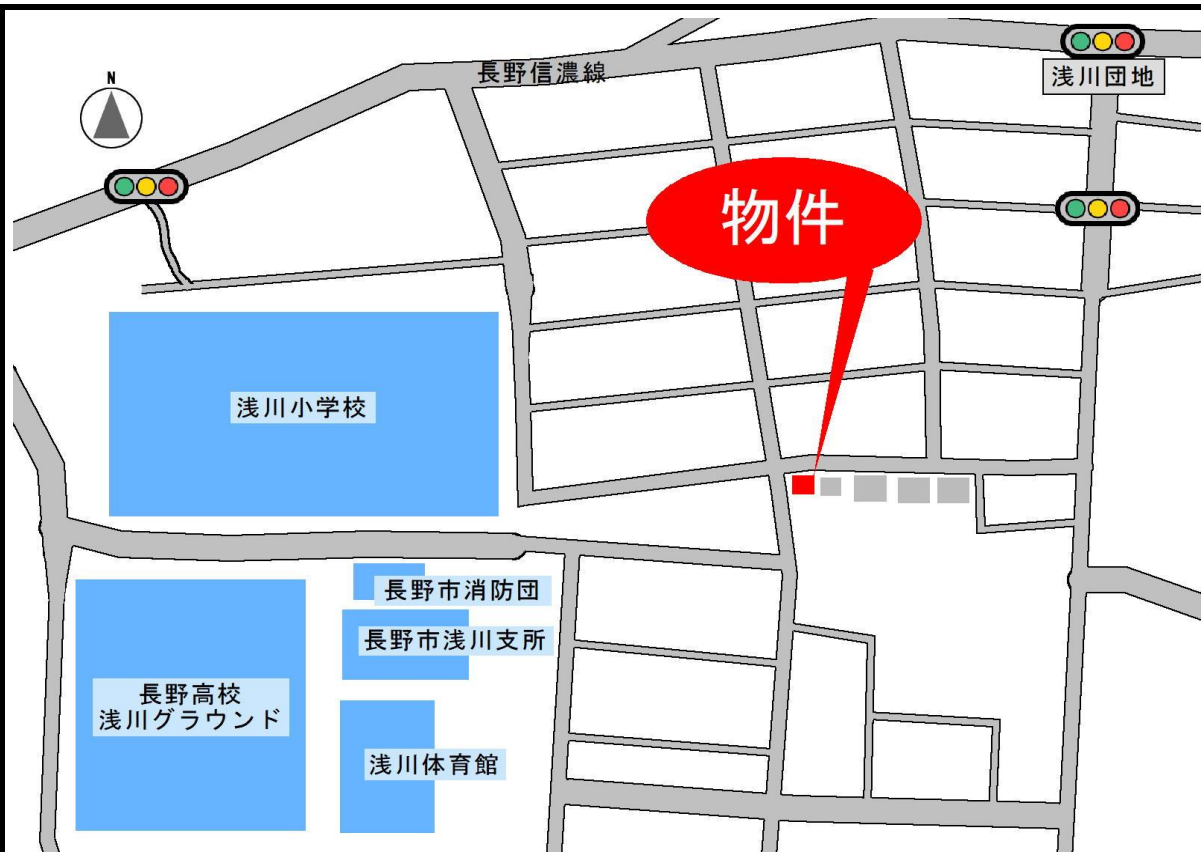 長野信濃線
浅川団地
N
物件
浅川小学校
長野市消防団
長野市浅川支所
長野高校
浅川グラウンド
浅川体育館